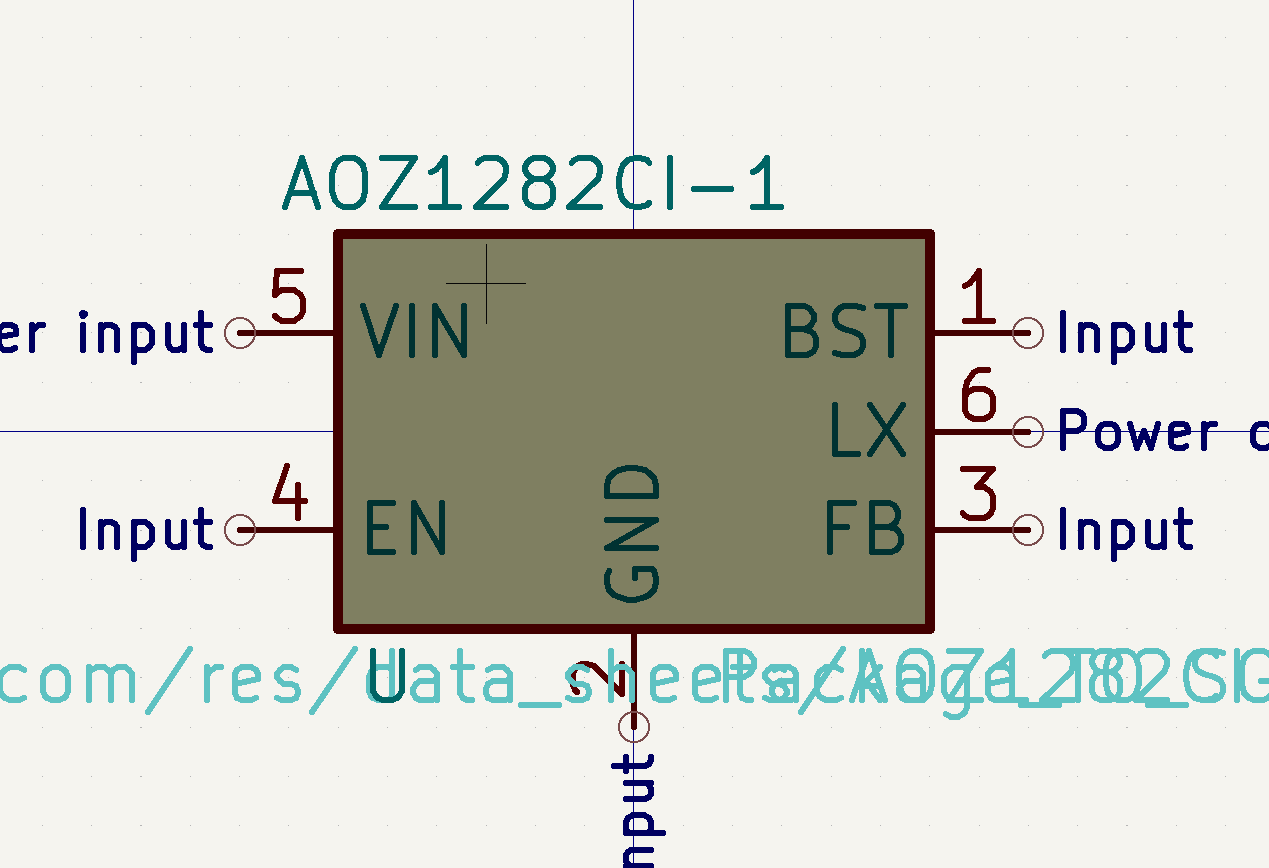 AOZ1282CI-1
5 VIN BST 1
er input Input
LX 6
Power
4 EN FB 3
Input Input
GND
U
com/res/data_sheets/AOZ1282CI
Package_TO_SO
2
nput